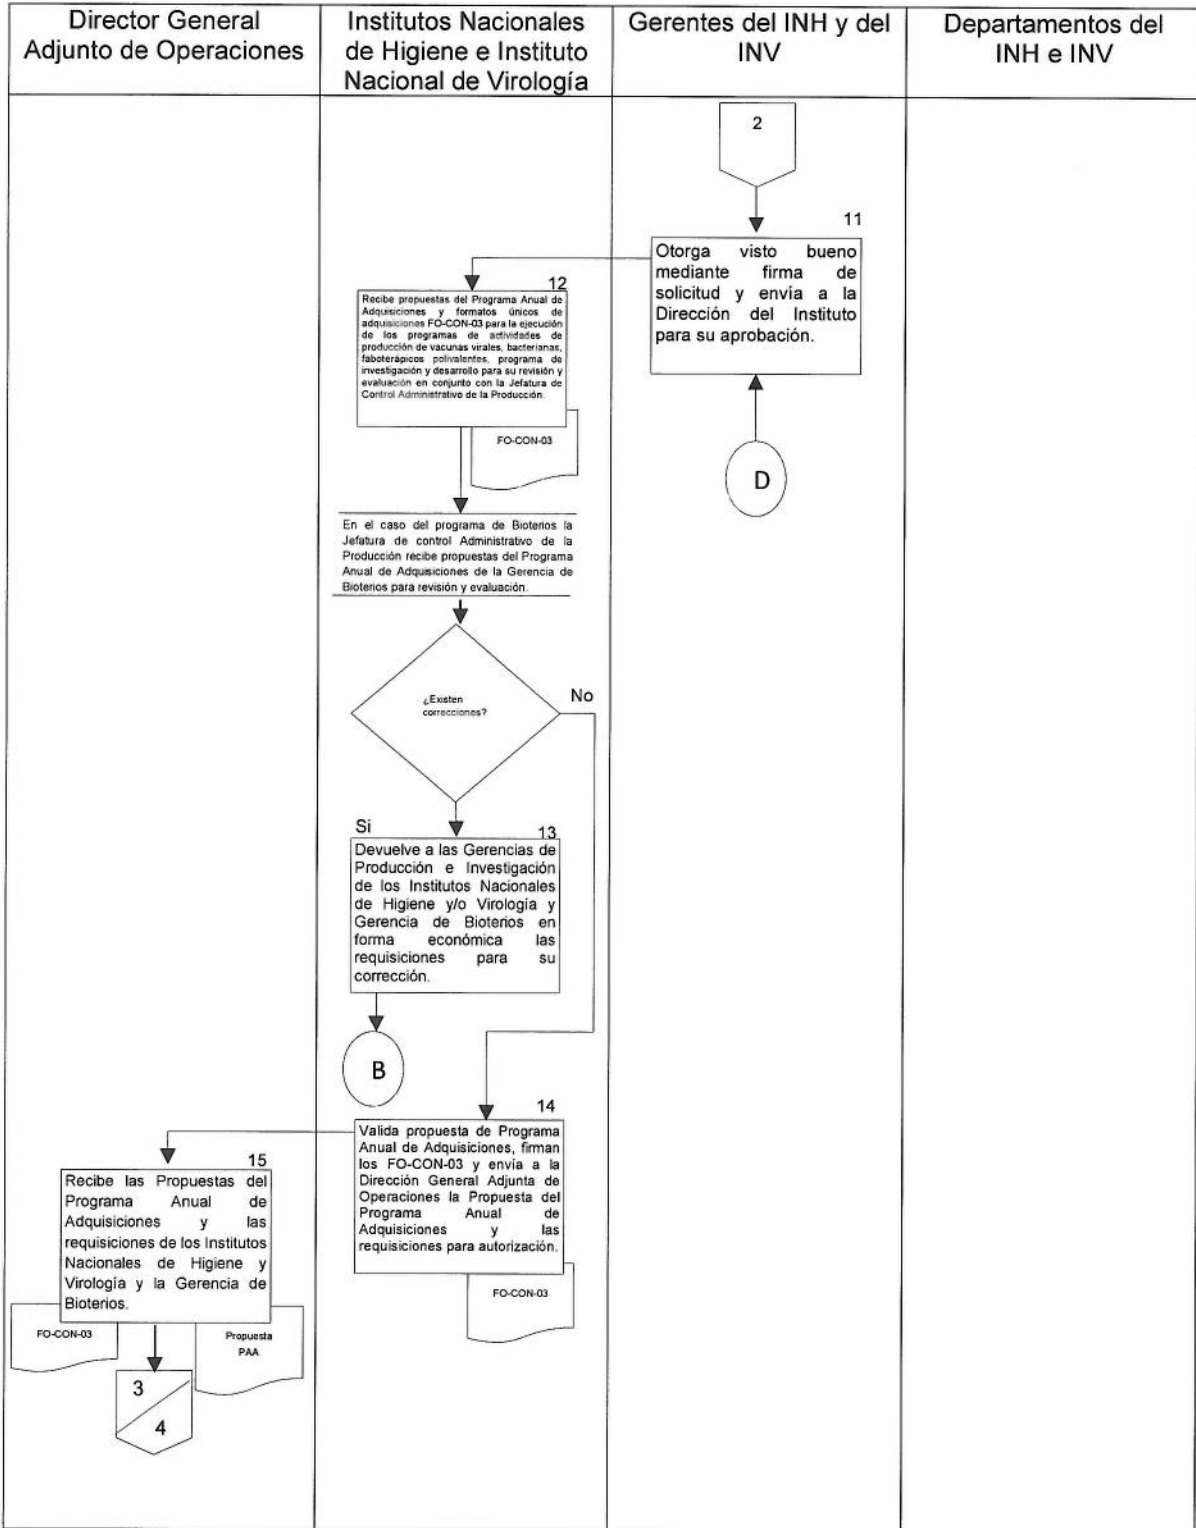 Director General
Adjunto de Operaciones
Institutos Nacionales
de Higiene e Instituto
Nacional de Virología
Gerentes del INH y del
INV
Departamentos del
INH e INV
2
11
Otorga visto bueno
mediante firma de
solicitud y envía a la
Dirección del Instituto
para su aprobación.
D
12
Recibe propuestas del Programa Anual de
Adquisiciones y formatos únicos de
adquisiciones FO-CON-03 para la ejecución
de los programas de actividades de
producción de vacunas virales, bacterianas,
faboterápicos polivalentes, programa de
investigación y desarrollo para su revisión y
evaluación en conjunto con la Jefatura de
Control Administrativo de la Producción.
FO-CON-03
En el caso del programa de Bioterios la
Jefatura de control Administrativo de la
Producción recibe propuestas del Programa
Anual de Adquisiciones de la Gerencia de
Bioterios para revisión y evaluación.
¿Existen
correcciones?
No
Si
13
Devuelve a las Gerencias de
Producción e Investigación
de los Institutos Nacionales
de Higiene y/o Virología y
Gerencia de Bioterios en
forma económica las
requisiciones para su
corrección.
B
14
Valida propuesta de Programa
Anual de Adquisiciones, firman
los FO-CON-03 y envía a la
Dirección General Adjunta de
Operaciones la Propuesta del
Programa Anual de
Adquisiciones y las
requisiciones para autorización.
FO-CON-03
15
Recibe las Propuestas del
Programa Anual de
Adquisiciones y las
requisiciones de los Institutos
Nacionales de Higiene y
Virología y la Gerencia de
Bioterios.
FO-CON-03
Propuesta
PAA
3
4